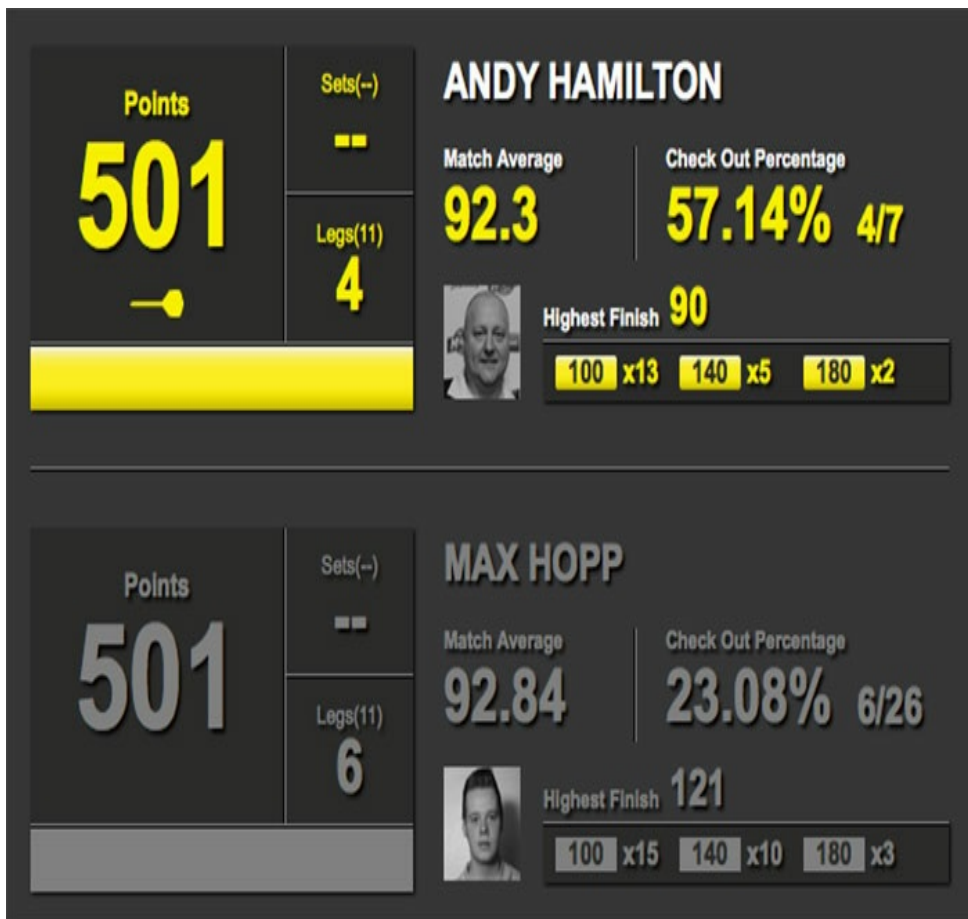 ANDY HAMILTON
Points
501
Sets(--)
--
Legs(11)
4
Match Average
92.3
Check Out Percentage
57.14% 4/7
Highest Finish 90
100 x13 140 x5 180 x2
MAX HOPP
Points
501
Sets(--)
--
Legs(11)
6
Match Average
92.84
Check Out Percentage
23.08% 6/26
Highest Finish 121
100 x15 140 x10 180 x3